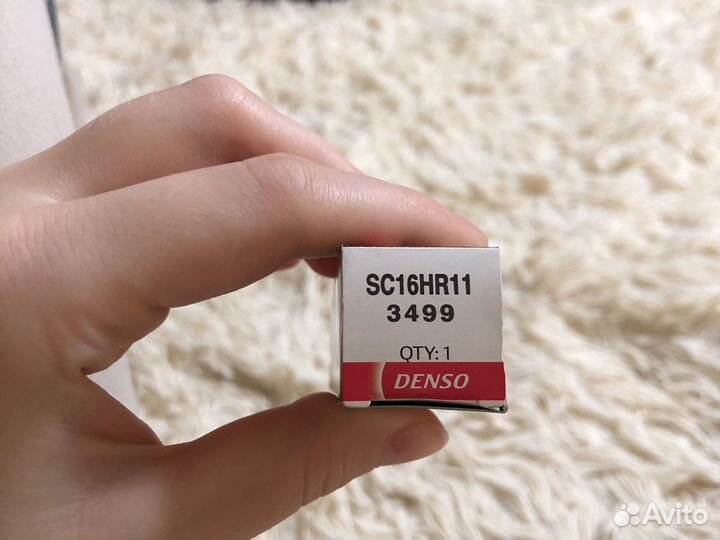 SC16HR11
3499
QTY: 1
DENSO
Avito